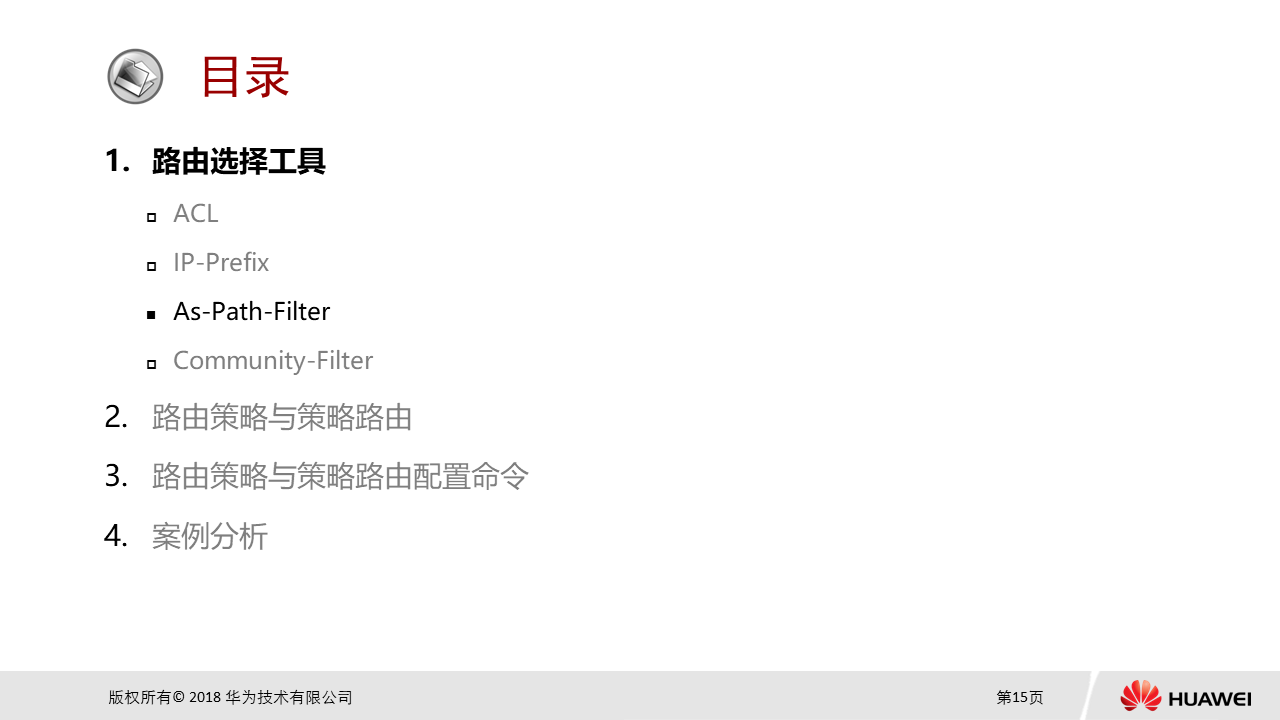 目录
1. 路由选择工具
ACL
IP-Prefix
As-Path-Filter
Community-Filter
2. 路由策略与策略路由
3. 路由策略与策略路由配置命令
4. 案例分析
版权所有© 2018 华为技术有限公司
第15页
HUAWEI